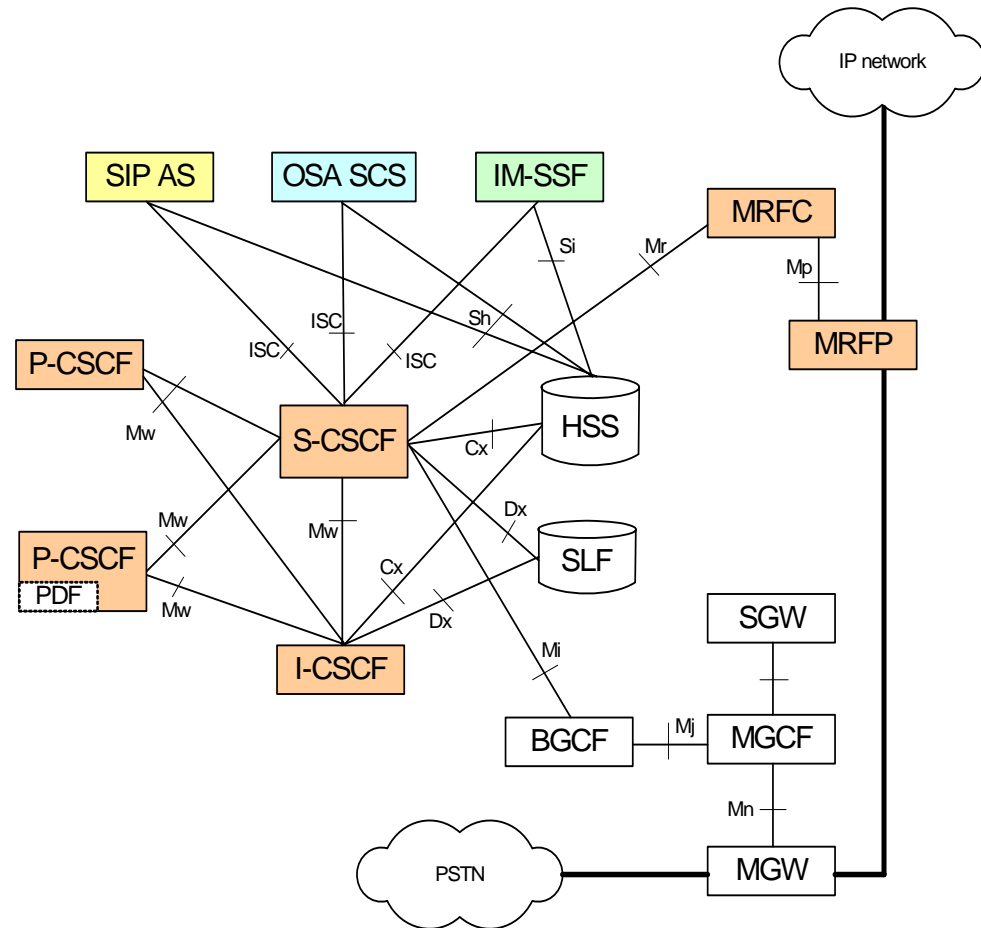 IP network
SIP AS
OSA SCS
IM-SSF
MRFC
Si
Mr
Mp
ISC
Sh
ISC
ISC
MRFP
P-CSCF
Mw
S-CSCF
HSS
Cx
Mw
Mw
Dx
P-CSCF
PDF
Cx
SLF
Mw
Dx
SGW
I-CSCF
Mi
BGCF
Mj
MGCF
Mn
PSTN
MGW